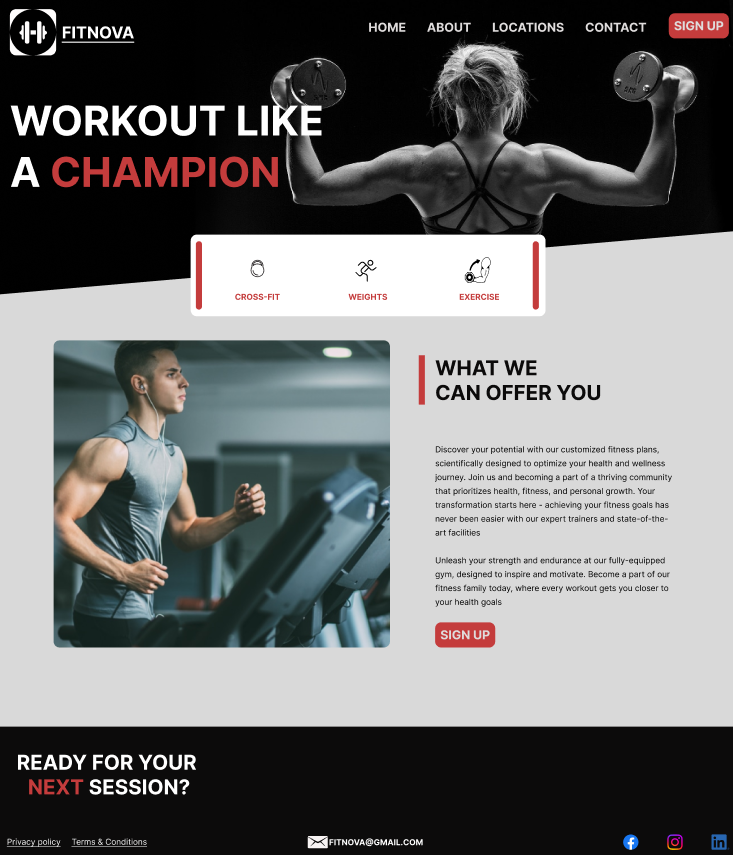 FITNOVA
HOME ABOUT LOCATIONS CONTACT SIGN UP
WORKOUT LIKE
A CHAMPION
CROSS-FIT WEIGHTS EXERCISE
WHAT WE
CAN OFFER YOU
Discover your potential with our customized fitness plans,
scientifically designed to optimize your health and wellness
journey. Join us and becoming a part of a thriving community
that prioritizes health, fitness, and personal growth. Your
transformation starts here - achieving your fitness goals has
never been easier with our expert trainers and state-of-the-
art facilities
Unleash your strength and endurance at our fully-equipped
gym, designed to inspire and motivate. Become a part of our
fitness family today, where every workout gets you closer to
your health goals
SIGN UP
READY FOR YOUR
NEXT SESSION?
Privacy policy Terms & Conditions FITNOVA@GMAIL.COM